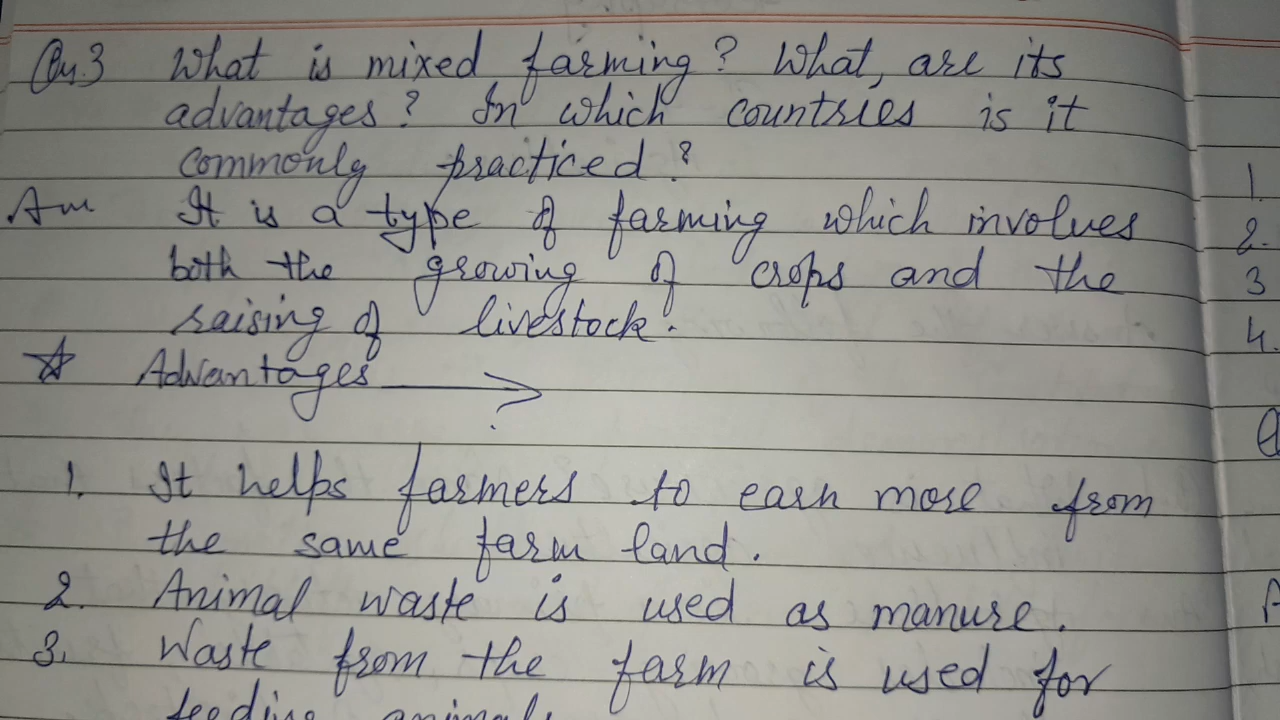 Qu.3 What is mixed farming? What, are its
advantages? In which countries is it
commonly practiced?
Ans It is a type of farming which involves
both the growing of crops and the
raising of livestock.
☆ Advantages →
1. It helps farmers to earn more from
the same farm land.
2. Animal waste is used as manure.
3. Waste from the farm is used for
feeding animals
1.
2.
3
4.